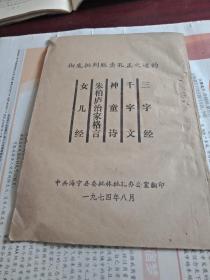 彻底批判贩卖孔孟之道的
三字经
千字文
神童诗
朱柏庐治家格言
女儿经
中共海宁县委批林批孔办公室翻印
一九七四年八月